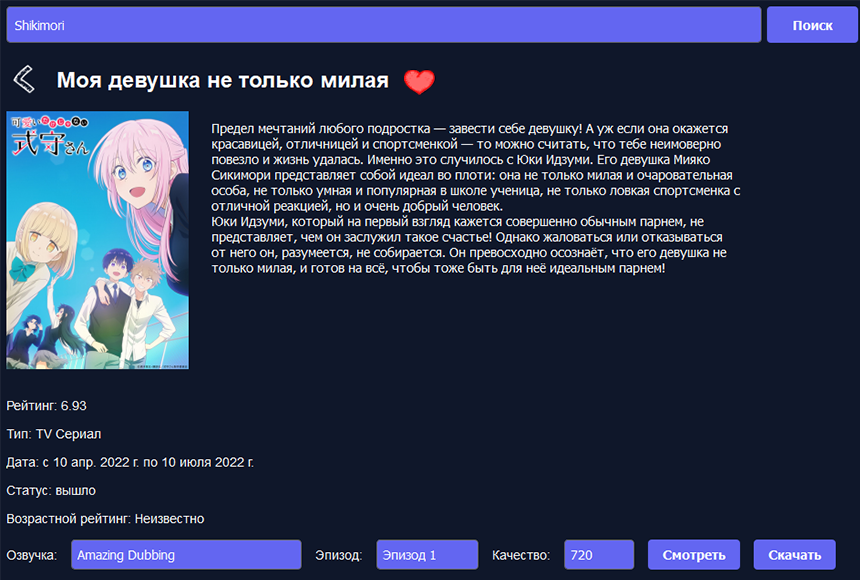 Shikimori
Поиск
Моя девушка не только милая
可愛いだけじゃない
式守さん
Предел мечтаний любого подростка — завести себе девушку! А уж если она окажется
красавицей, отличницей и спортсменкой — то можно считать, что тебе неимоверно
повезло и жизнь удалась. Именно это случилось с Юки Идзуми. Его девушка Мияко
Сикимори представляет собой идеал во плоти: она не только милая и очаровательная
особа, не только умная и популярная в школе ученица, не только ловкая спортсменка с
отличной реакцией, но и очень добрый человек.
Юки Идзуми, который на первый взгляд кажется совершенно обычным парнем, не
представляет, чем он заслужил такое счастье! Однако жаловаться или отказываться
от него он, разумеется, не собирается. Он превосходно осознаёт, что его девушка не
только милая, и готов на всё, чтобы тоже быть для неё идеальным парнем!
Рейтинг: 6.93
Тип: TV Сериал
Дата: с 10 апр. 2022 г. по 10 июля 2022 г.
Статус: вышло
Возрастной рейтинг: Неизвестно
Озвучка: Amazing Dubbing Эпизод: Эпизод 1 Качество: 720 Смотреть Скачать